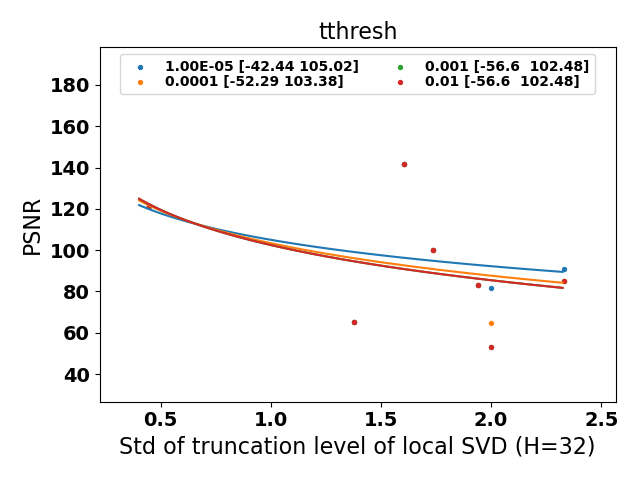 tthresh
1.00E-05 [-42.44 105.02]
0.0001 [-52.29 103.38]
0.001 [-56.6  102.48]
0.01 [-56.6  102.48]
PSNR
180
160
140
120
100
80
60
40
0.5
1.0
1.5
2.0
2.5
Std of truncation level of local SVD (H=32)